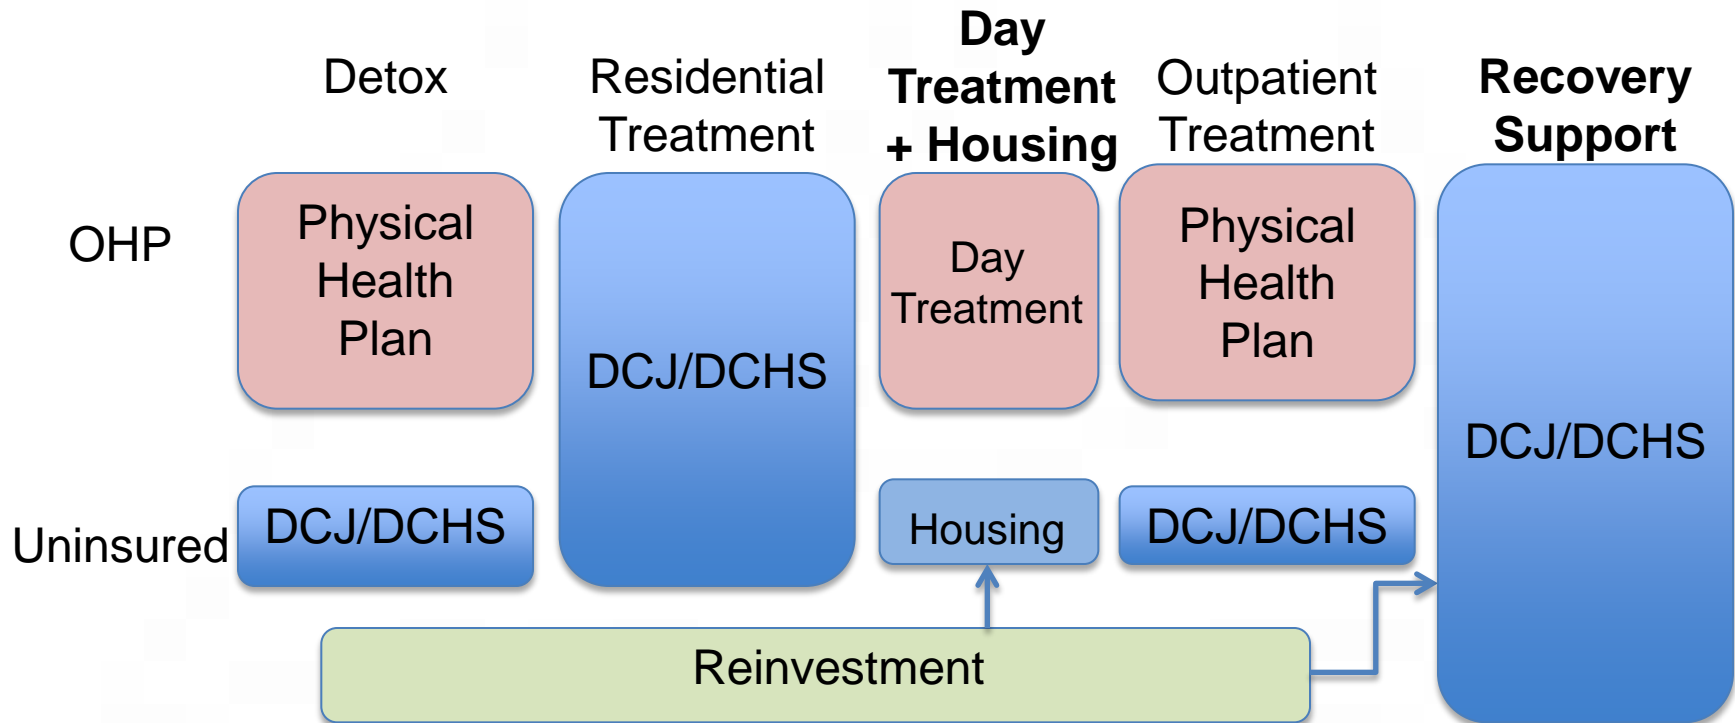 Detox
Residential
Treatment
Day
Treatment
+ Housing
Outpatient
Treatment
Recovery
Support
OHP
Physical
Health
Plan
DCJ/DCHS
Day
Treatment
Physical
Health
Plan
DCJ/DCHS
Uninsured
DCJ/DCHS
Housing
DCJ/DCHS
Reinvestment